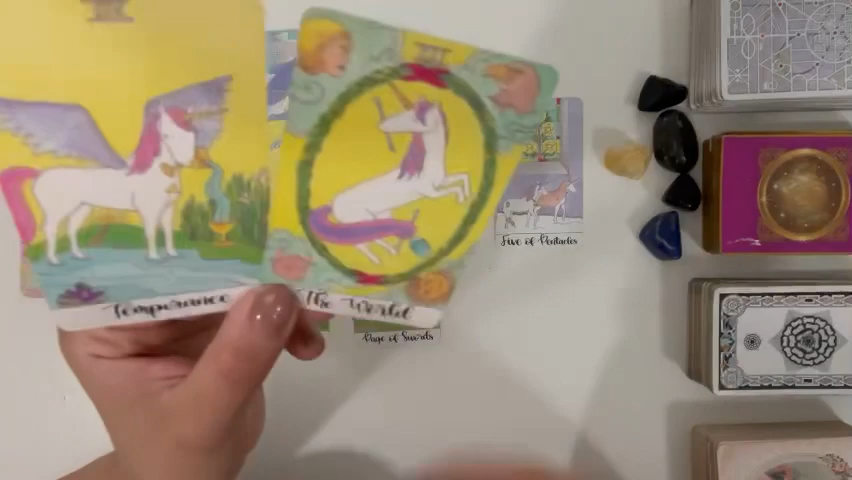 Temperance
The World
Five of Pentacles
Page of Swords